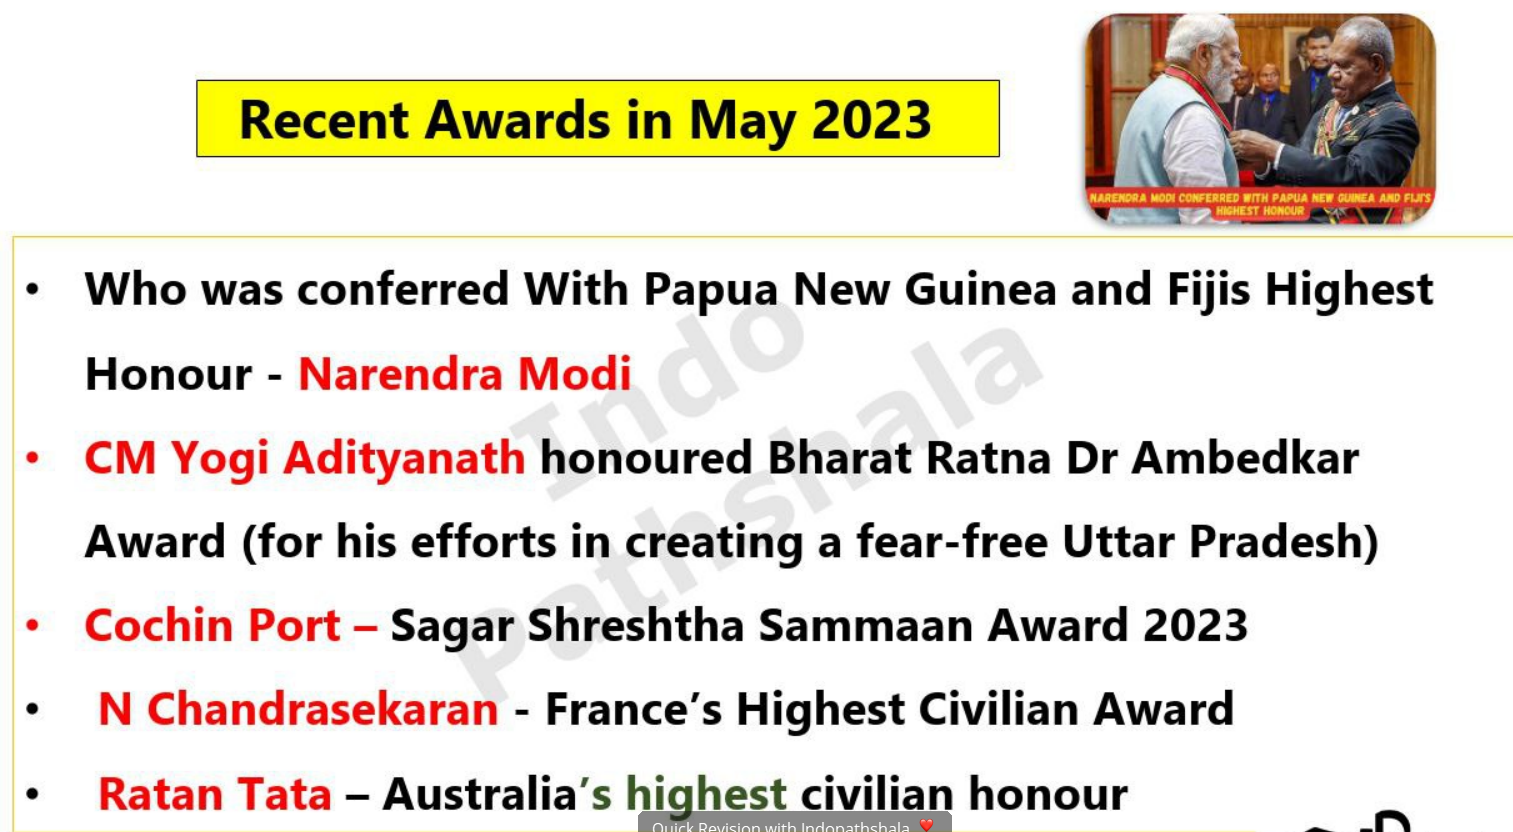 Recent Awards in May 2023
NARENDRA MODI CONFERRED WITH PAPUA NEW GUINEA AND FIJI'S
HIGHEST HONOUR
• Who was conferred With Papua New Guinea and Fijis Highest
Honour - Narendra Modi
• CM Yogi Adityanath honoured Bharat Ratna Dr Ambedkar
Award (for his efforts in creating a fear-free Uttar Pradesh)
• Cochin Port – Sagar Shreshtha Sammaan Award 2023
• N Chandrasekaran - France’s Highest Civilian Award
• Ratan Tata – Australia’s highest civilian honour
Indo
Pathshala
Quick Revision with Indopathshala ❤️